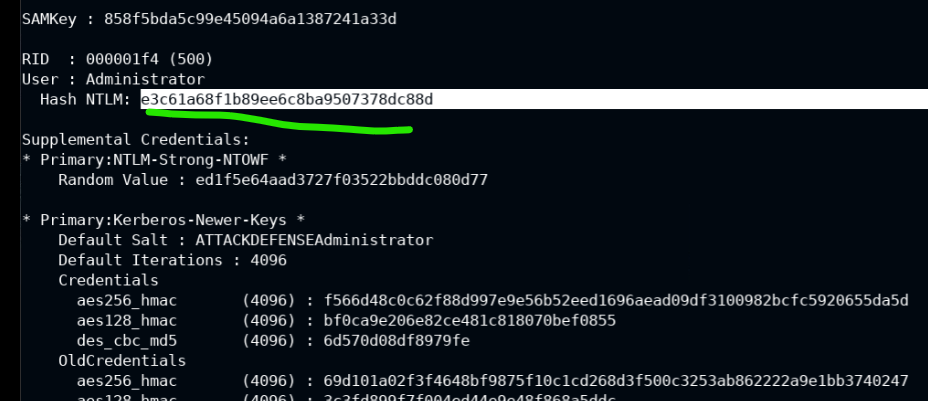 SAMKey : 858f5bda5c99e45094a6a1387241a33d
RID : 000001f4 (500)
User : Administrator
Hash NTLM: e3c61a68f1b89ee6c8ba9507378dc88d
Supplemental Credentials:
* Primary:NTLM-Strong-NTOWF *
Random Value : ed1f5e64aad3727f03522bbddc080d77
* Primary:Kerberos-Newer-Keys *
Default Salt : ATTACKDEFENSEAdministrator
Default Iterations : 4096
Credentials
aes256_hmac (4096) : f566d48c0c62f88d997e9e56b52eed1696aead09df3100982bcfc5920655da5d
aes128_hmac (4096) : bf0ca9e206e82ce481c818070bef0855
des_cbc_md5 (4096) : 6d570d08df8979fe
OldCredentials
aes256_hmac (4096) : 69d101a02f3f4648bf9875f10c1cd268d3f500c3253ab862222a9e1bb3740247
aes128_hmac (4096) :